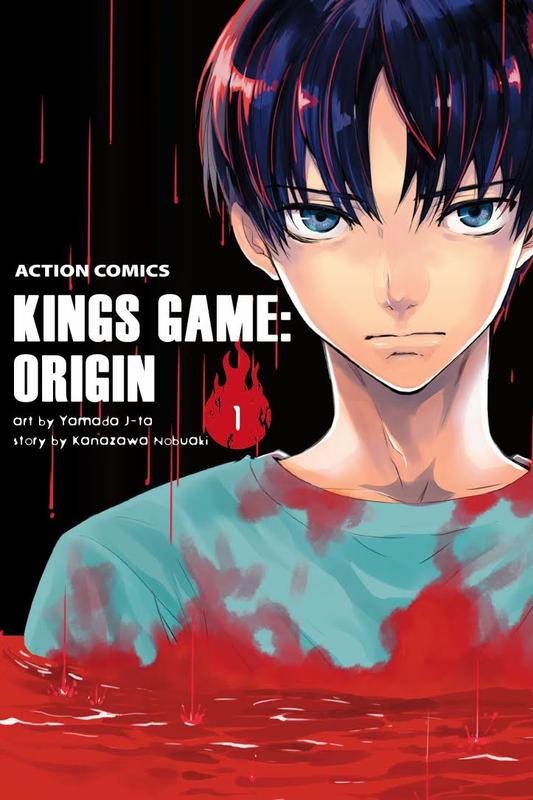 ACTION COMICS
KINGS GAME:
ORIGIN
1
art by Yamada J-ta
story by Kanazawa Nobuaki